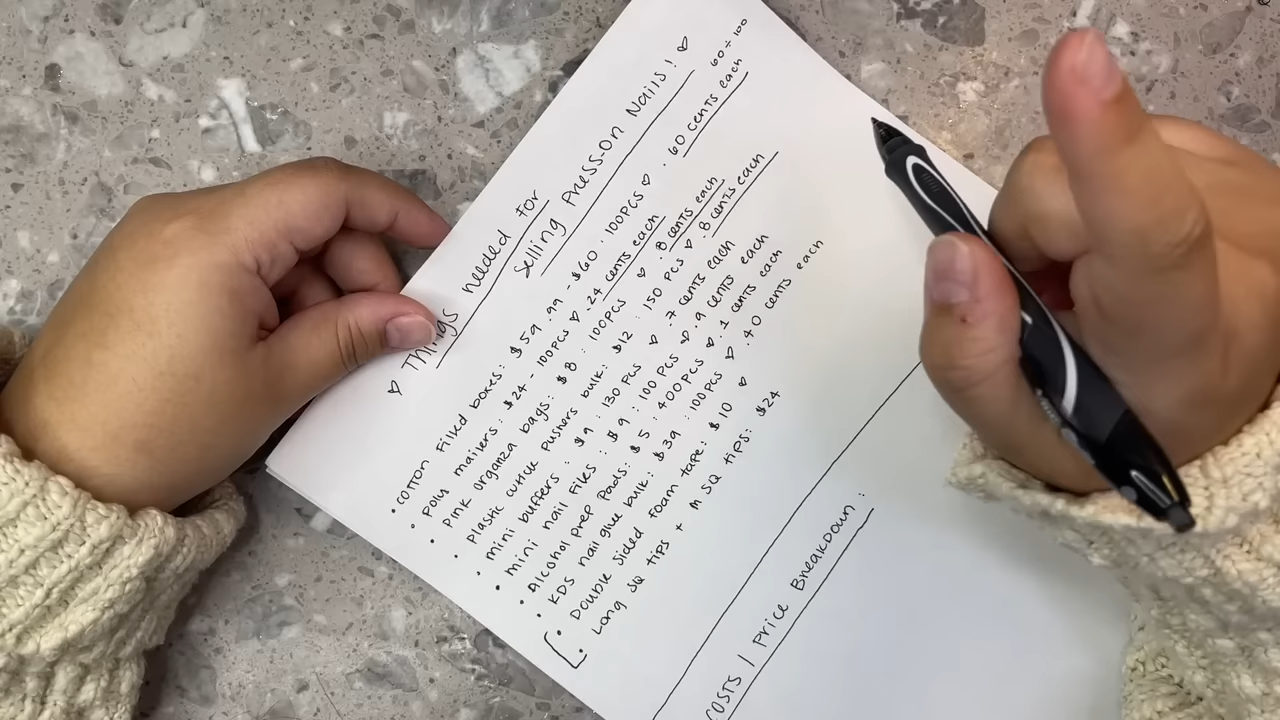 ♡ Things needed for
Selling Press-on Nails! ♡
60 ÷ 100
• Cotton filled boxes: $59.99 - $60 · 100PCS ♡ . 60 cents each
• Poly mailers: $24 - 100PCS ♡ 24 cents each
• Pink organza bags: $8 : 100PCS ♡ .8 cents each
• Plastic cuticle pushers bulk: $12 : 150 PCS ♡ .8 cents each
• mini buffers: $9 : 130 PCS ♡ .7 cents each
• mini nail files: $9 : 100 PCS ♡ .9 cents each
• Alcohol prep pads: $5 : 400 PCS ♡ .1 cents each
• KDS nail glue bulk: $39 : 100PCS ♡ .40 cents each
• Double sided foam tape: $10 ♡
• Long SQ tips + m SQ tips: $24
Costs / Price Breakdown: